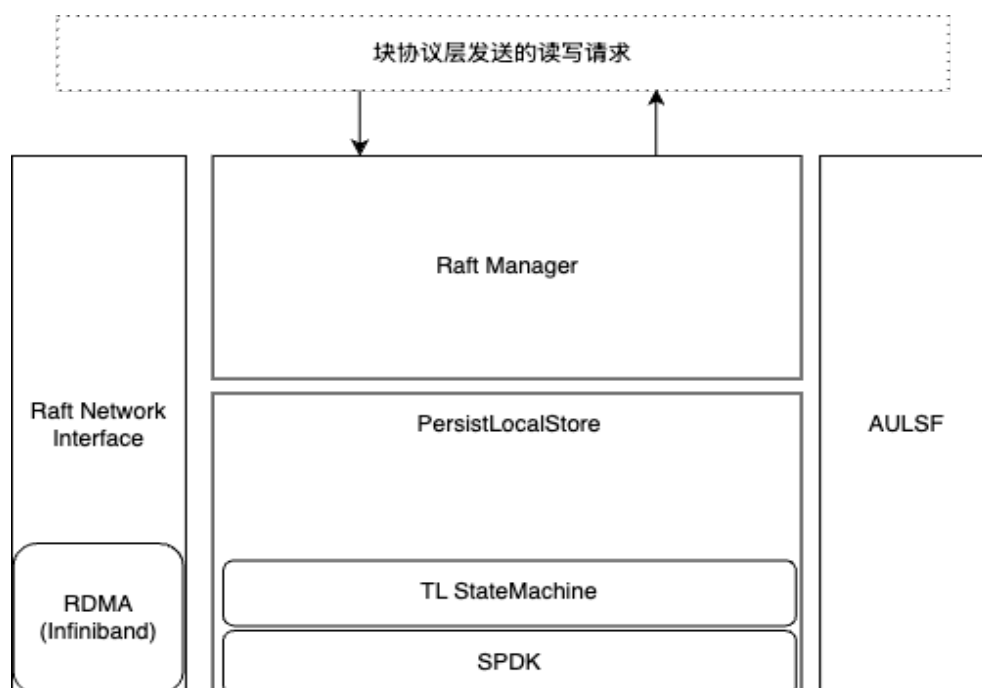 块协议层发送的读写请求
Raft Manager
Raft Network
Interface
PersistLocalStore
AULSF
TL StateMachine
RDMA
(Infiniband)
SPDK